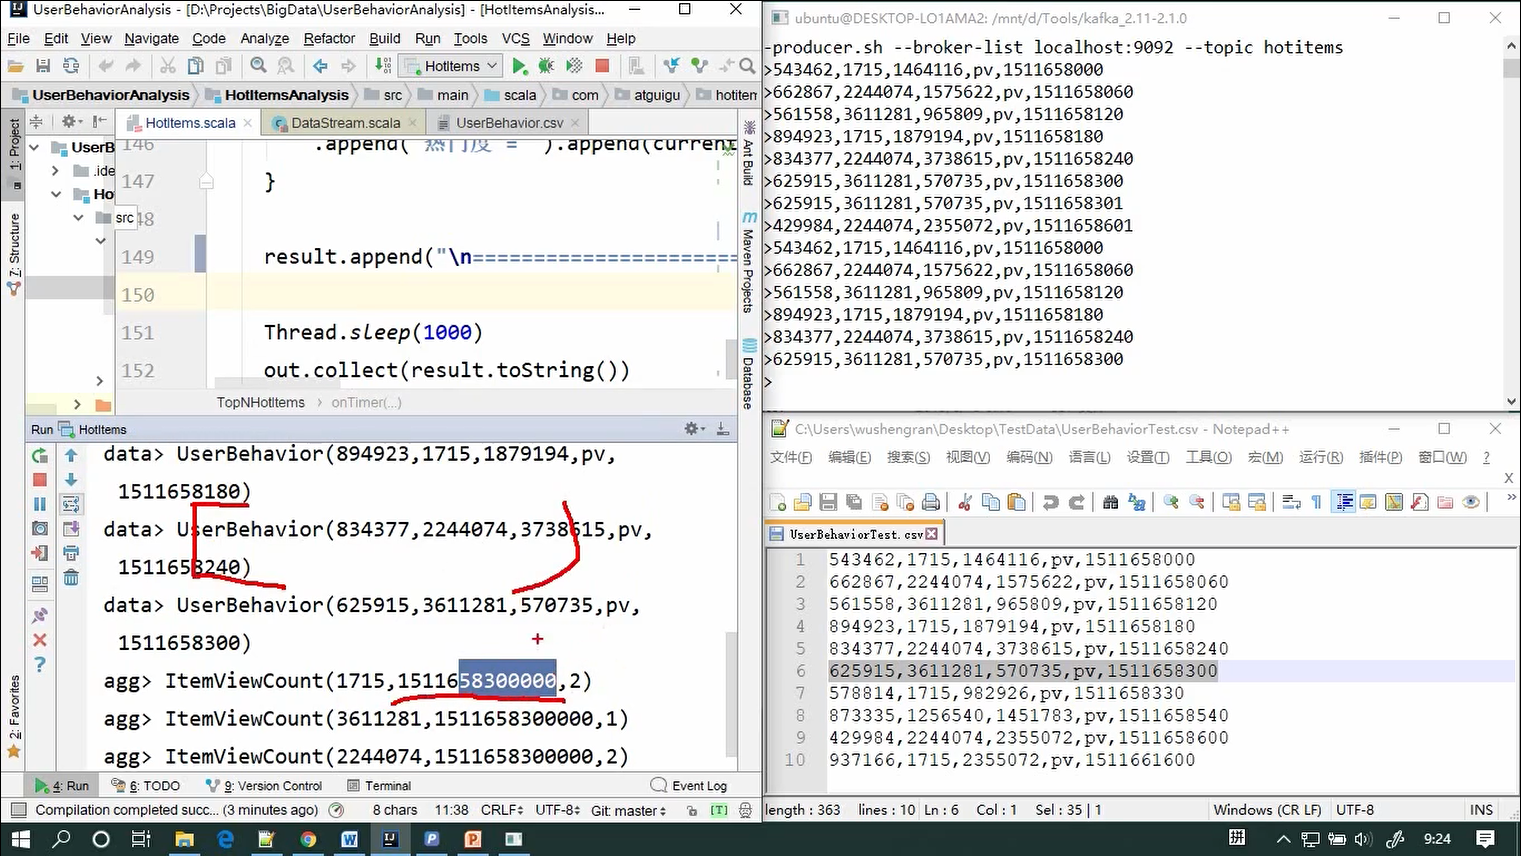 UserBehaviorAnalysis - [D:\Projects\BigData\UserBehaviorAnalysis] - [HotItemsAnalysis...
File Edit View Navigate Code Analyze Refactor Build Run Tools VCS Window Help
HotItems
UserBehaviorAnalysis HotItemsAnalysis src main scala com atguigu hotitem
HotItems.scala DataStream.scala UserBehavior.csv
1: Project
7: Structure
2: Favorites
UserB
.ide
Ho
src
146 .append("热门度=").append(current
147 }
148
149 result.append("\n======================
150
151 Thread.sleep(1000)
152 out.collect(result.toString())
TopNHotItems onTimer(...)
Ant Build
Maven Projects
Database
Run HotItems
data> UserBehavior(894923,1715,1879194,pv,
1511658180)
data> UserBehavior(834377,2244074,3738615,pv,
1511658240)
data> UserBehavior(625915,3611281,570735,pv,
1511658300)
agg> ItemViewCount(1715,1511658300000,2)
agg> ItemViewCount(3611281,1511658300000,1)
agg> ItemViewCount(2244074,1511658300000,2)
4: Run 6: TODO 9: Version Control Terminal Event Log
Compilation completed succ... (3 minutes ago) 8 chars 11:38 CRLF UTF-8 Git: master [T]
ubuntu@DESKTOP-LO1AMA2: /mnt/d/Tools/kafka_2.11-2.1.0
-producer.sh --broker-list localhost:9092 --topic hotitems
>543462,1715,1464116,pv,1511658000
>662867,2244074,1575622,pv,1511658060
>561558,3611281,965809,pv,1511658120
>894923,1715,1879194,pv,1511658180
>834377,2244074,3738615,pv,1511658240
>625915,3611281,570735,pv,1511658300
>625915,3611281,570735,pv,1511658301
>429984,2244074,2355072,pv,1511658601
>543462,1715,1464116,pv,1511658000
>662867,2244074,1575622,pv,1511658060
>561558,3611281,965809,pv,1511658120
>894923,1715,1879194,pv,1511658180
>834377,2244074,3738615,pv,1511658240
>625915,3611281,570735,pv,1511658300
>
C:\Users\wushengran\Desktop\TestData\UserBehaviorTest.csv - Notepad++
文件(F) 编辑(E) 搜索(S) 视图(V) 编码(N) 语言(L) 设置(T) 工具(O) 宏(M) 运行(R) 插件(P) 窗口(W) ?
X
UserBehaviorTest.csv
1 543462,1715,1464116,pv,1511658000
2 662867,2244074,1575622,pv,1511658060
3 561558,3611281,965809,pv,1511658120
4 894923,1715,1879194,pv,1511658180
5 834377,2244074,3738615,pv,1511658240
6 625915,3611281,570735,pv,1511658300
7 578814,1715,982926,pv,1511658330
8 873335,1256540,1451783,pv,1511658540
9 429984,2244074,2355072,pv,1511658600
10 937166,1715,2355072,pv,1511661600
length : 363 lines : 10 Ln : 6 Col : 1 Sel : 35 | 1 Windows (CR LF) UTF-8 INS
9:24